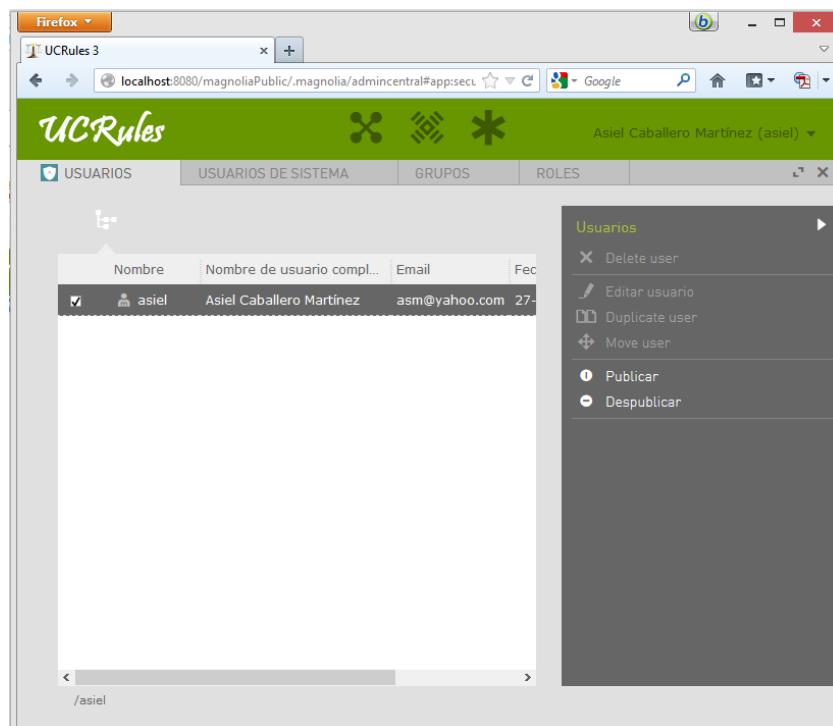 Firefox
UCRules 3
localhost:8080/magnoliaPublic/.magnolia/admincentral#app:secu
Google
UCRules
Asiel Caballero Martínez (asiel)
USUARIOS
USUARIOS DE SISTEMA
GRUPOS
ROLES
Usuarios
Delete user
Editar usuario
Duplicate user
Move user
Publicar
Despublicar
Nombre
Nombre de usuario compl...
Email
Fec
asiel
Asiel Caballero Martínez
asm@yahoo.com
27-
/asiel